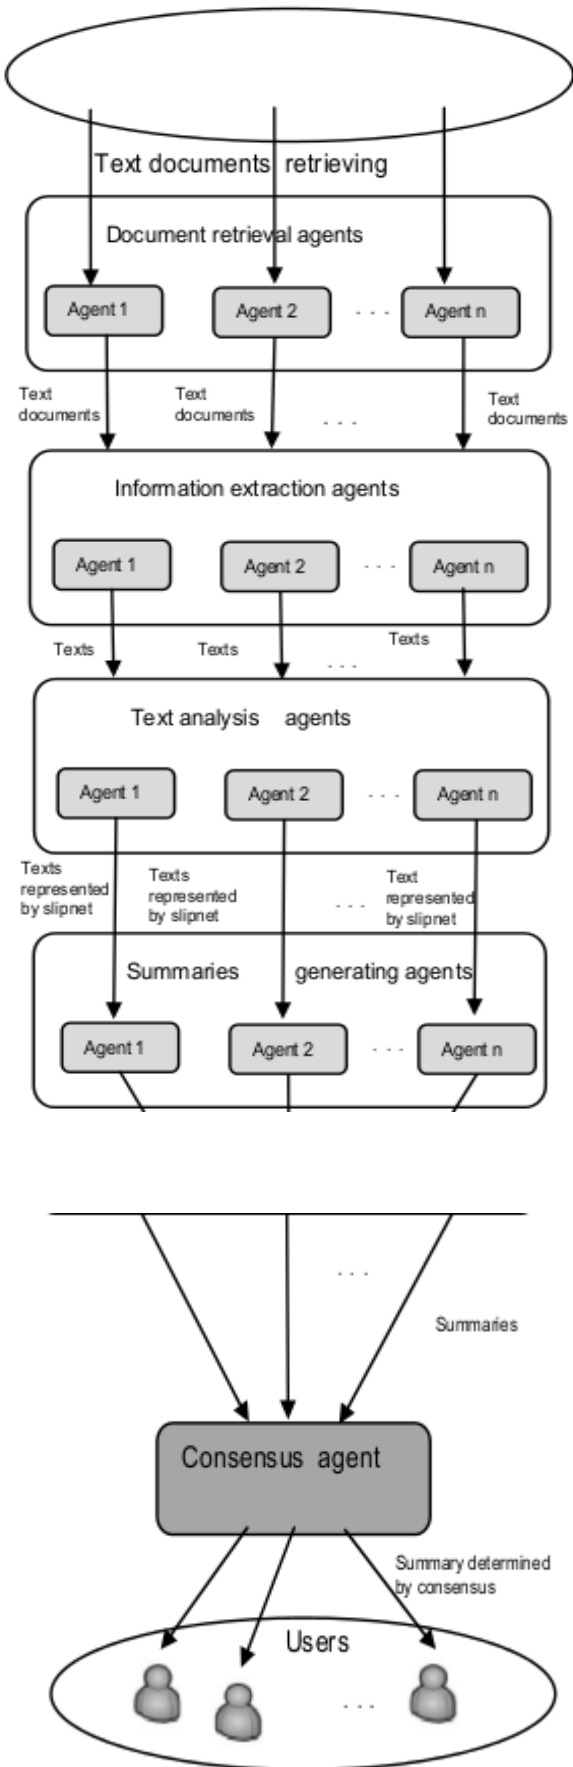 Text documents retrieving
Document retrieval agents
Agent 1
Agent 2
. . .
Agent n
Text
documents
Text
documents
. . .
Text
documents
Information extraction agents
Agent 1
Agent 2
. . .
Agent n
Texts
Texts
. . .
Texts
Text analysis agents
Agent 1
Agent 2
. . .
Agent n
Texts
represented
by slipnet
Texts
represented
by slipnet
. . .
Text
represented
by slipnet
Summaries generating agents
Agent 1
Agent 2
. . .
Agent n
. . .
Summaries
Consensus agent
Summary determined
by consensus
Users
. . .